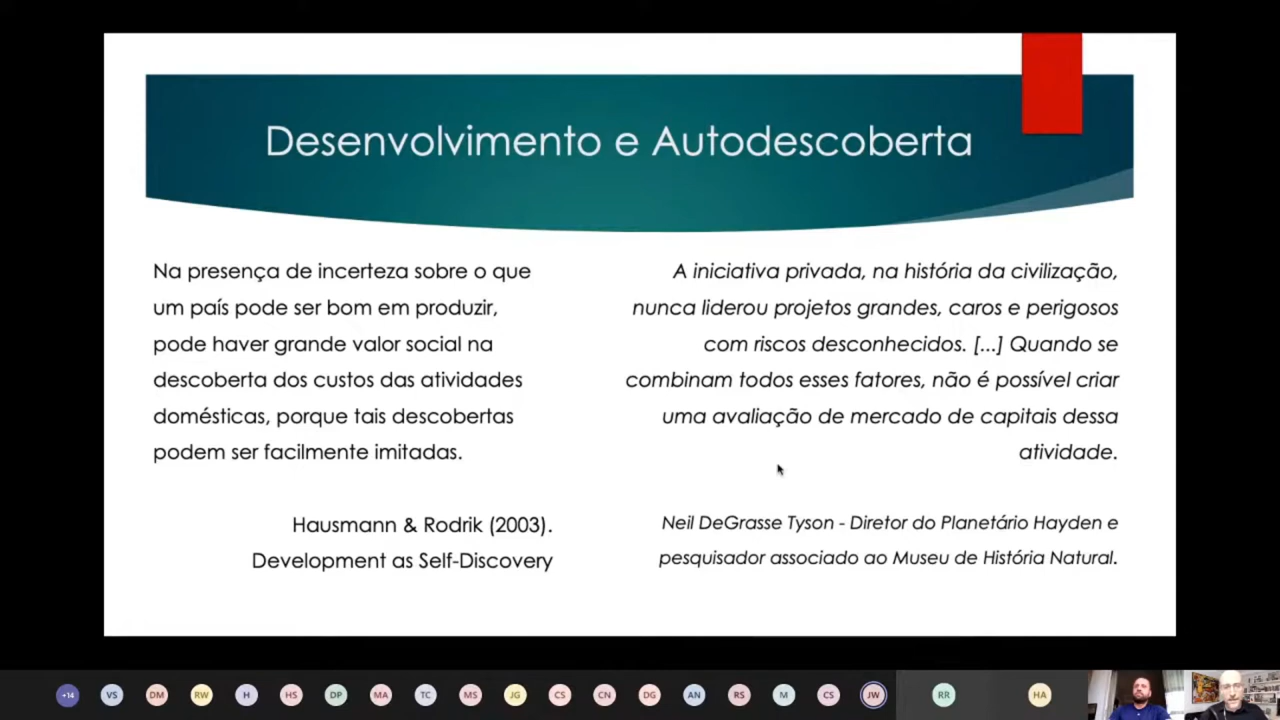 Desenvolvimento e Autodescoberta
Na presença de incerteza sobre o que
um país pode ser bom em produzir,
pode haver grande valor social na
descoberta dos custos das atividades
domésticas, porque tais descobertas
podem ser facilmente imitadas.
Hausmann & Rodrik (2003).
Development as Self-Discovery
A iniciativa privada, na história da civilização,
nunca liderou projetos grandes, caros e perigosos
com riscos desconhecidos. [...] Quando se
combinam todos esses fatores, não é possível criar
uma avaliação de mercado de capitais dessa
atividade.
Neil DeGrasse Tyson - Diretor do Planetário Hayden e
pesquisador associado ao Museu de História Natural.
+14 VS DM RW H HS DP MA TC MS JG CS CN DG AN RS M CS JW RR HA